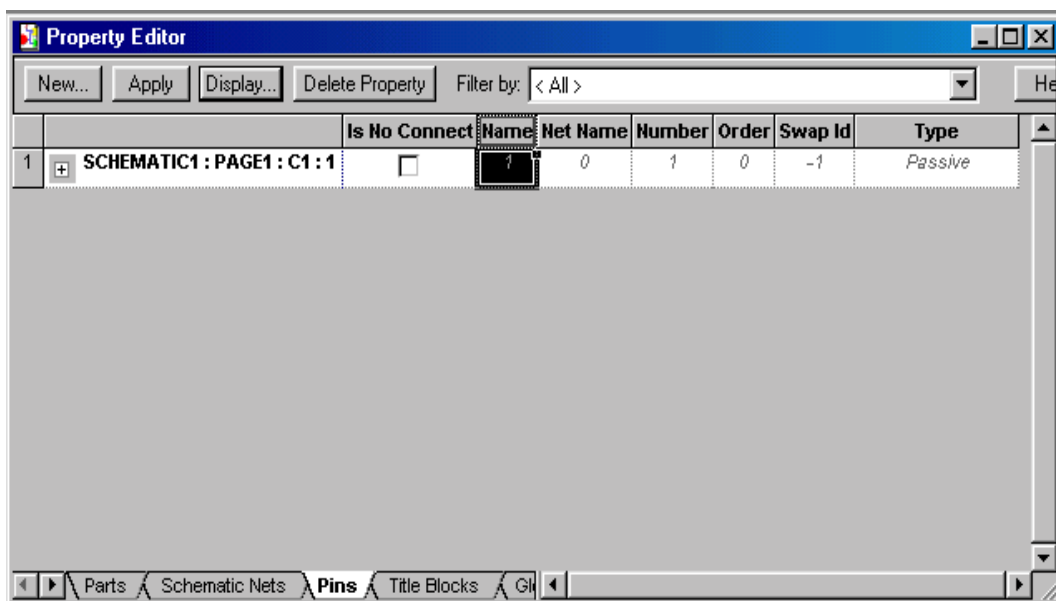 Property Editor
New... Apply Display... Delete Property Filter by: < All > He
Is No Connect Name Net Name Number Order Swap Id Type
1 SCHEMATIC1 : PAGE1 : C1 : 1 1 0 1 0 -1 Passive
Parts Schematic Nets Pins Title Blocks Gl